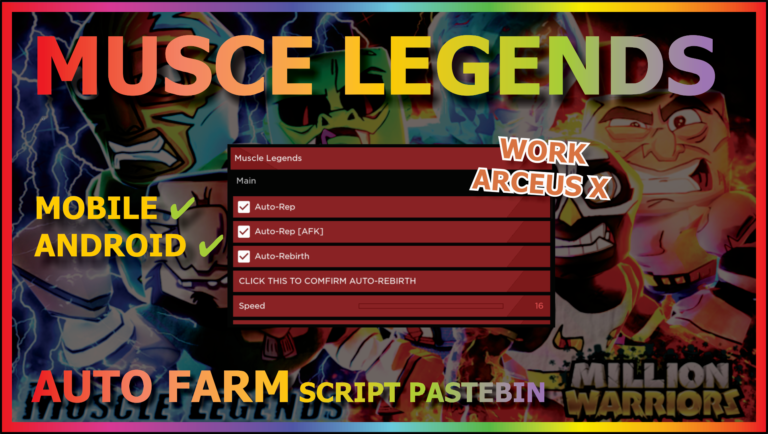 MUSCE LEGENDS
WORK
ARCEUS X
Muscle Legends
Main
MOBILE ✔
ANDROID ✔
Auto-Rep
Auto-Rep [AFK]
Auto-Rebirth
CLICK THIS TO COMFIRM AUTO-REBIRTH
Speed 16
AUTO FARM SCRIPT PASTEBIN
MUSCLE LEGENDS
MILLION
WARRIORS